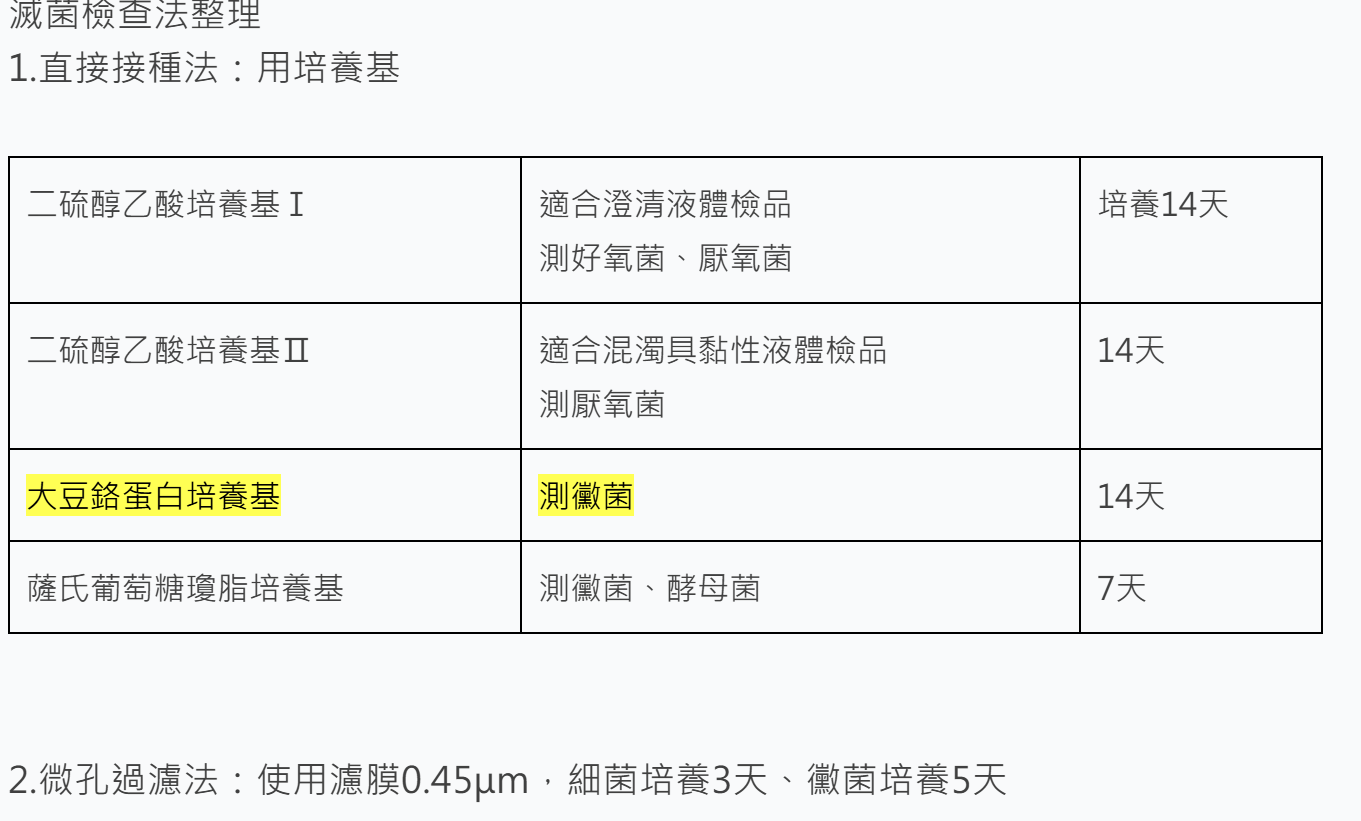 滅菌檢查法整理
1.直接接種法：用培養基
二硫醇乙酸培養基Ⅰ
適合澄清液體檢品
測好氧菌、厭氧菌
培養14天
二硫醇乙酸培養基Ⅱ
適合混濁具黏性液體檢品
測厭氧菌
14天
大豆鉻蛋白培養基
測黴菌
14天
薩氏葡萄糖瓊脂培養基
測黴菌、酵母菌
7天
2.微孔過濾法：使用濾膜0.45μm，細菌培養3天、黴菌培養5天